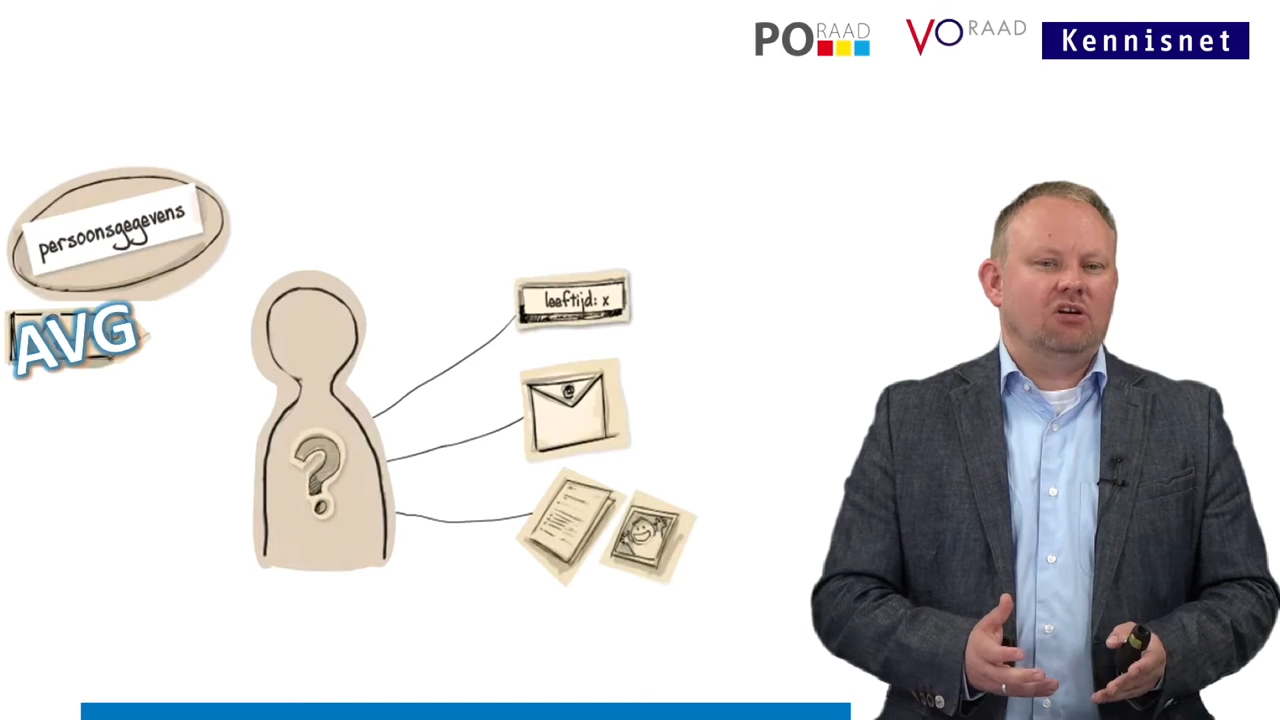 PO RAAD
VO RAAD
Kennisnet
persoonsgegevens
AVG
leeftijd: x
@
?